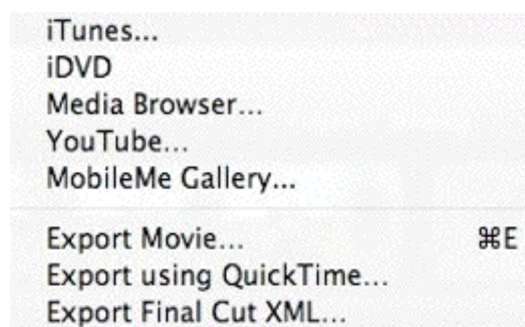 iTunes...
iDVD
Media Browser...
YouTube...
MobileMe Gallery...
Export Movie... ⌘E
Export using QuickTime...
Export Final Cut XML...